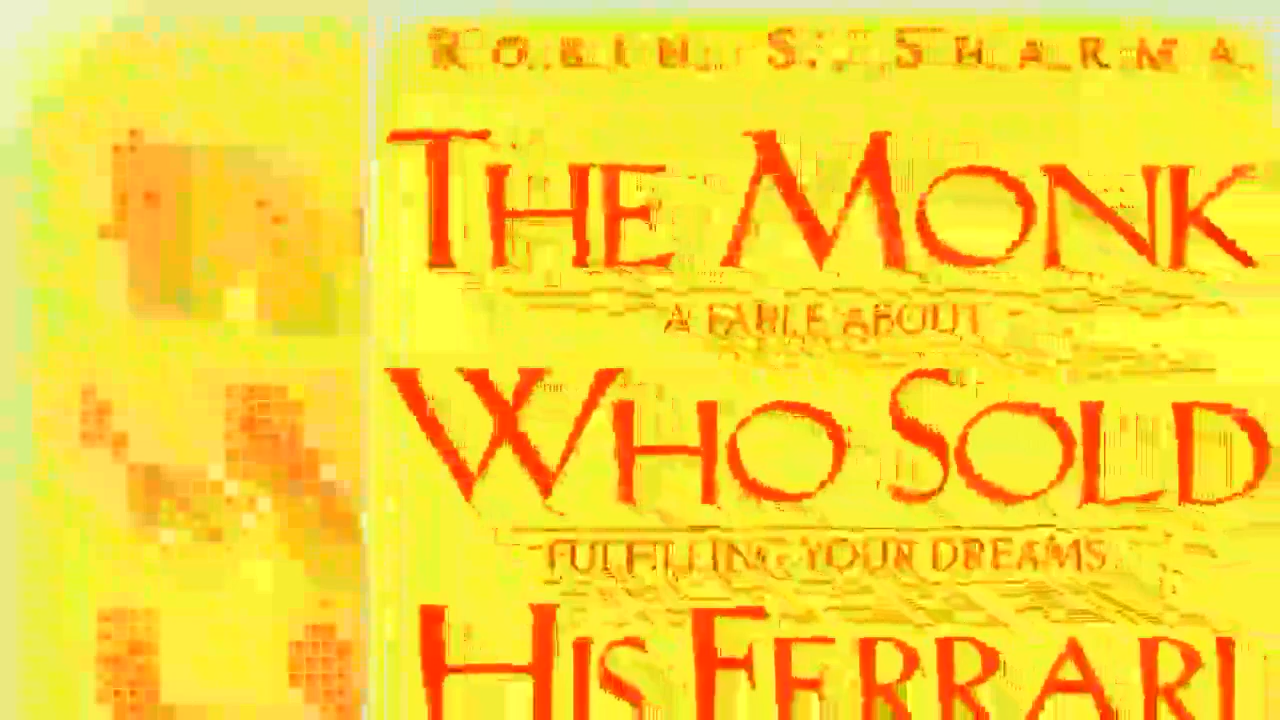 ROBIN S. SHARMA
THE MONK
A FABLE ABOUT
WHO SOLD
FULFILLING YOUR DREAMS
HIS FERRARI